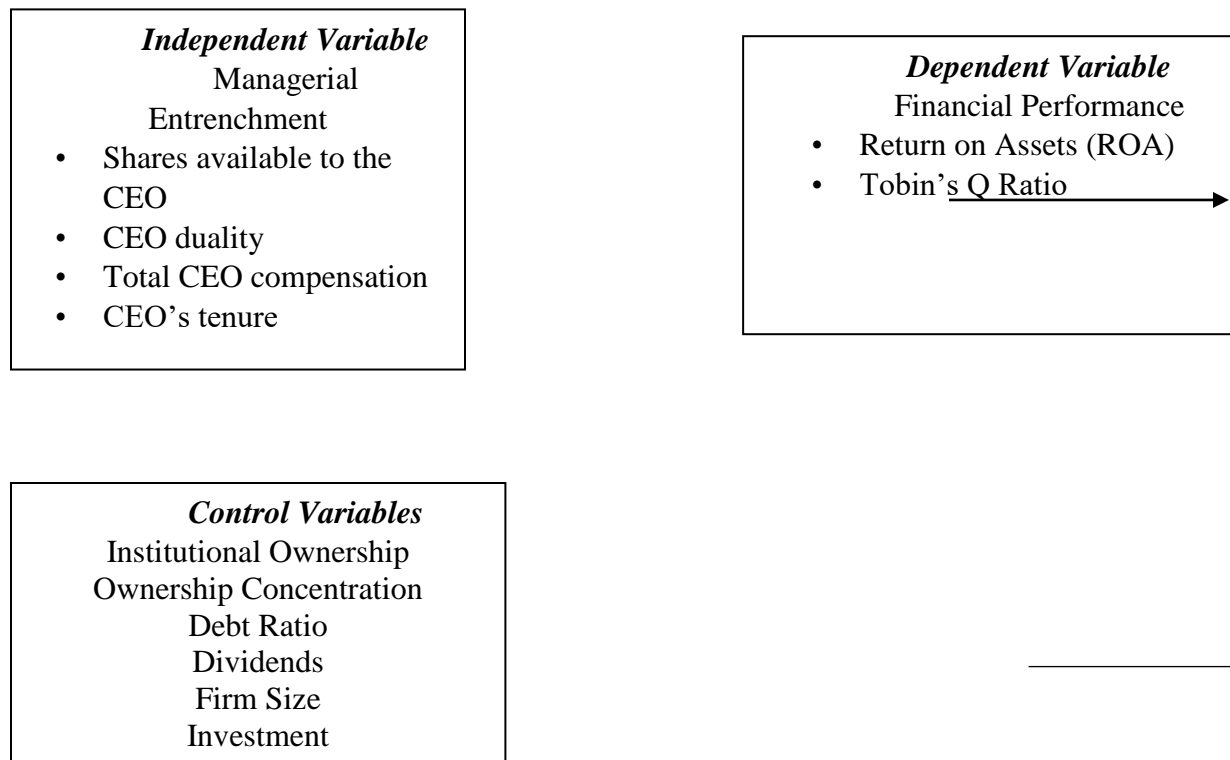 Independent Variable
Managerial
Entrenchment
• Shares available to the
CEO
• CEO duality
• Total CEO compensation
• CEO’s tenure
Dependent Variable
Financial Performance
• Return on Assets (ROA)
• Tobin’s Q Ratio
Control Variables
Institutional Ownership
Ownership Concentration
Debt Ratio
Dividends
Firm Size
Investment